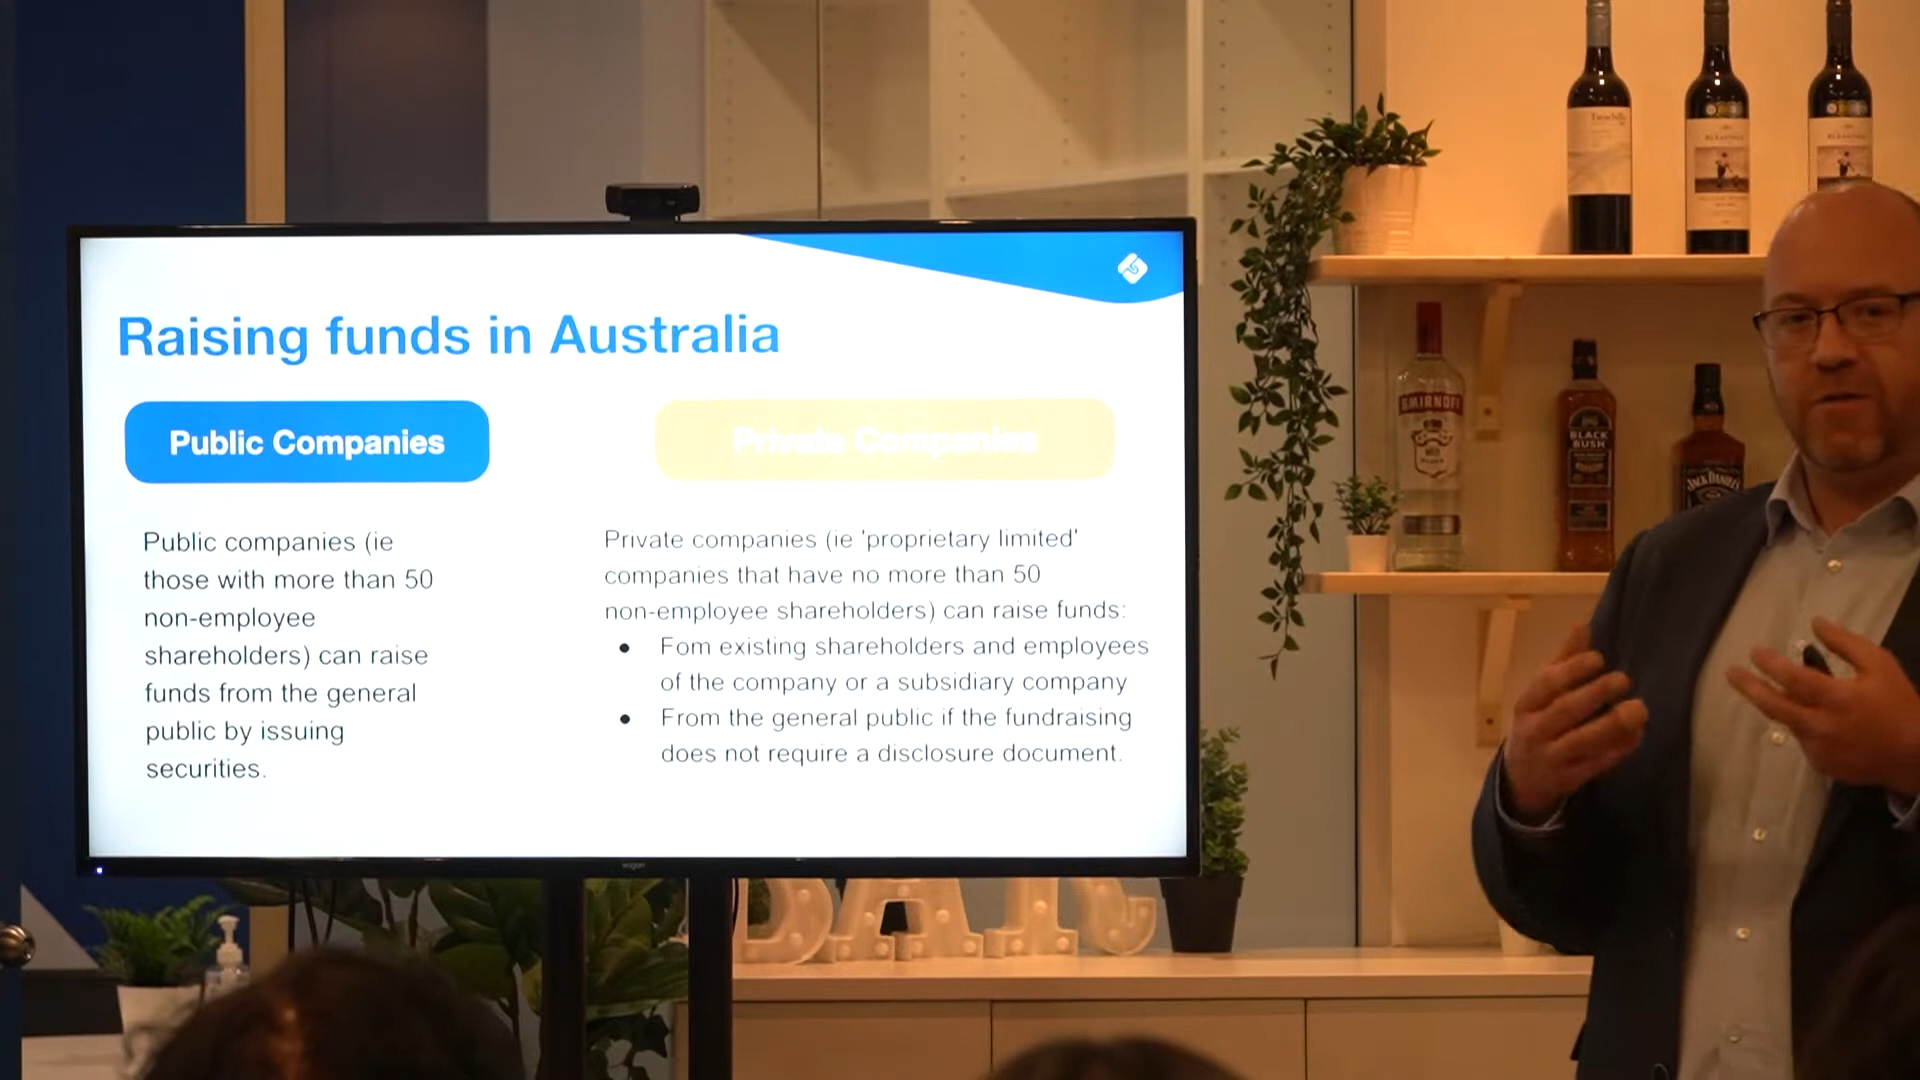 Raising funds in Australia
Public Companies
Private Companies
Public companies (ie
those with more than 50
non-employee
shareholders) can raise
funds from the general
public by issuing
securities.
Private companies (ie 'proprietary limited'
companies that have no more than 50
non-employee shareholders) can raise funds:
Fom existing shareholders and employees
of the company or a subsidiary company
From the general public if the fundraising
does not require a disclosure document.
SMIRNOFF
BLACK
BUSH
JACK DANIEL'S